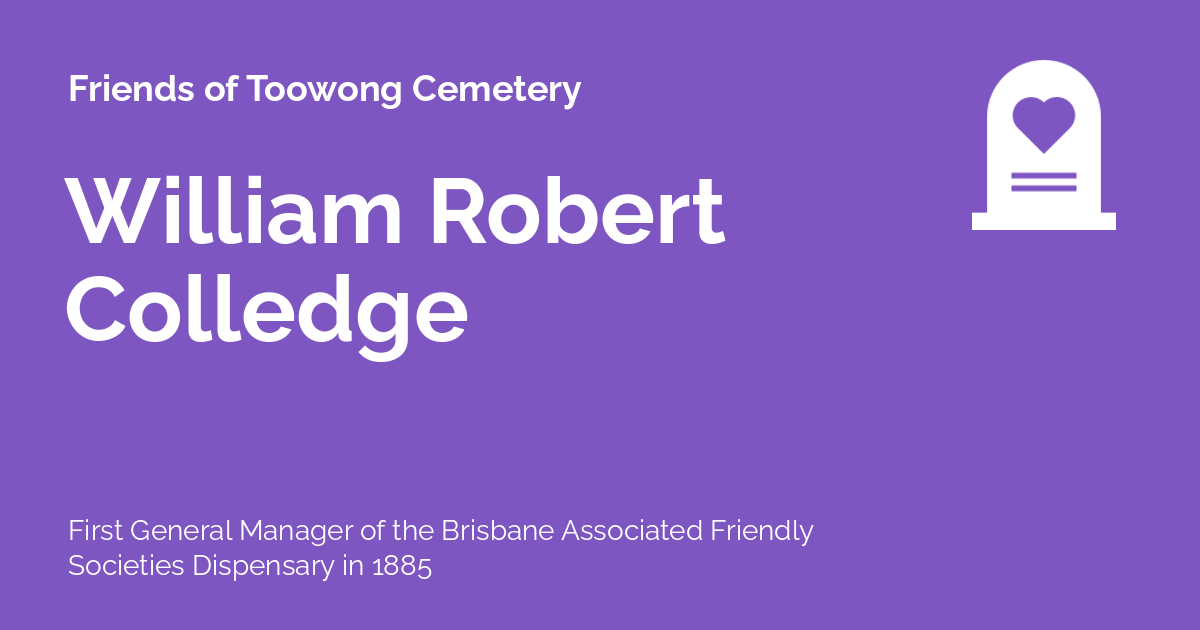 Friends of Toowong Cemetery
William Robert
Colledge
First General Manager of the Brisbane Associated Friendly
Societies Dispensary in 1885